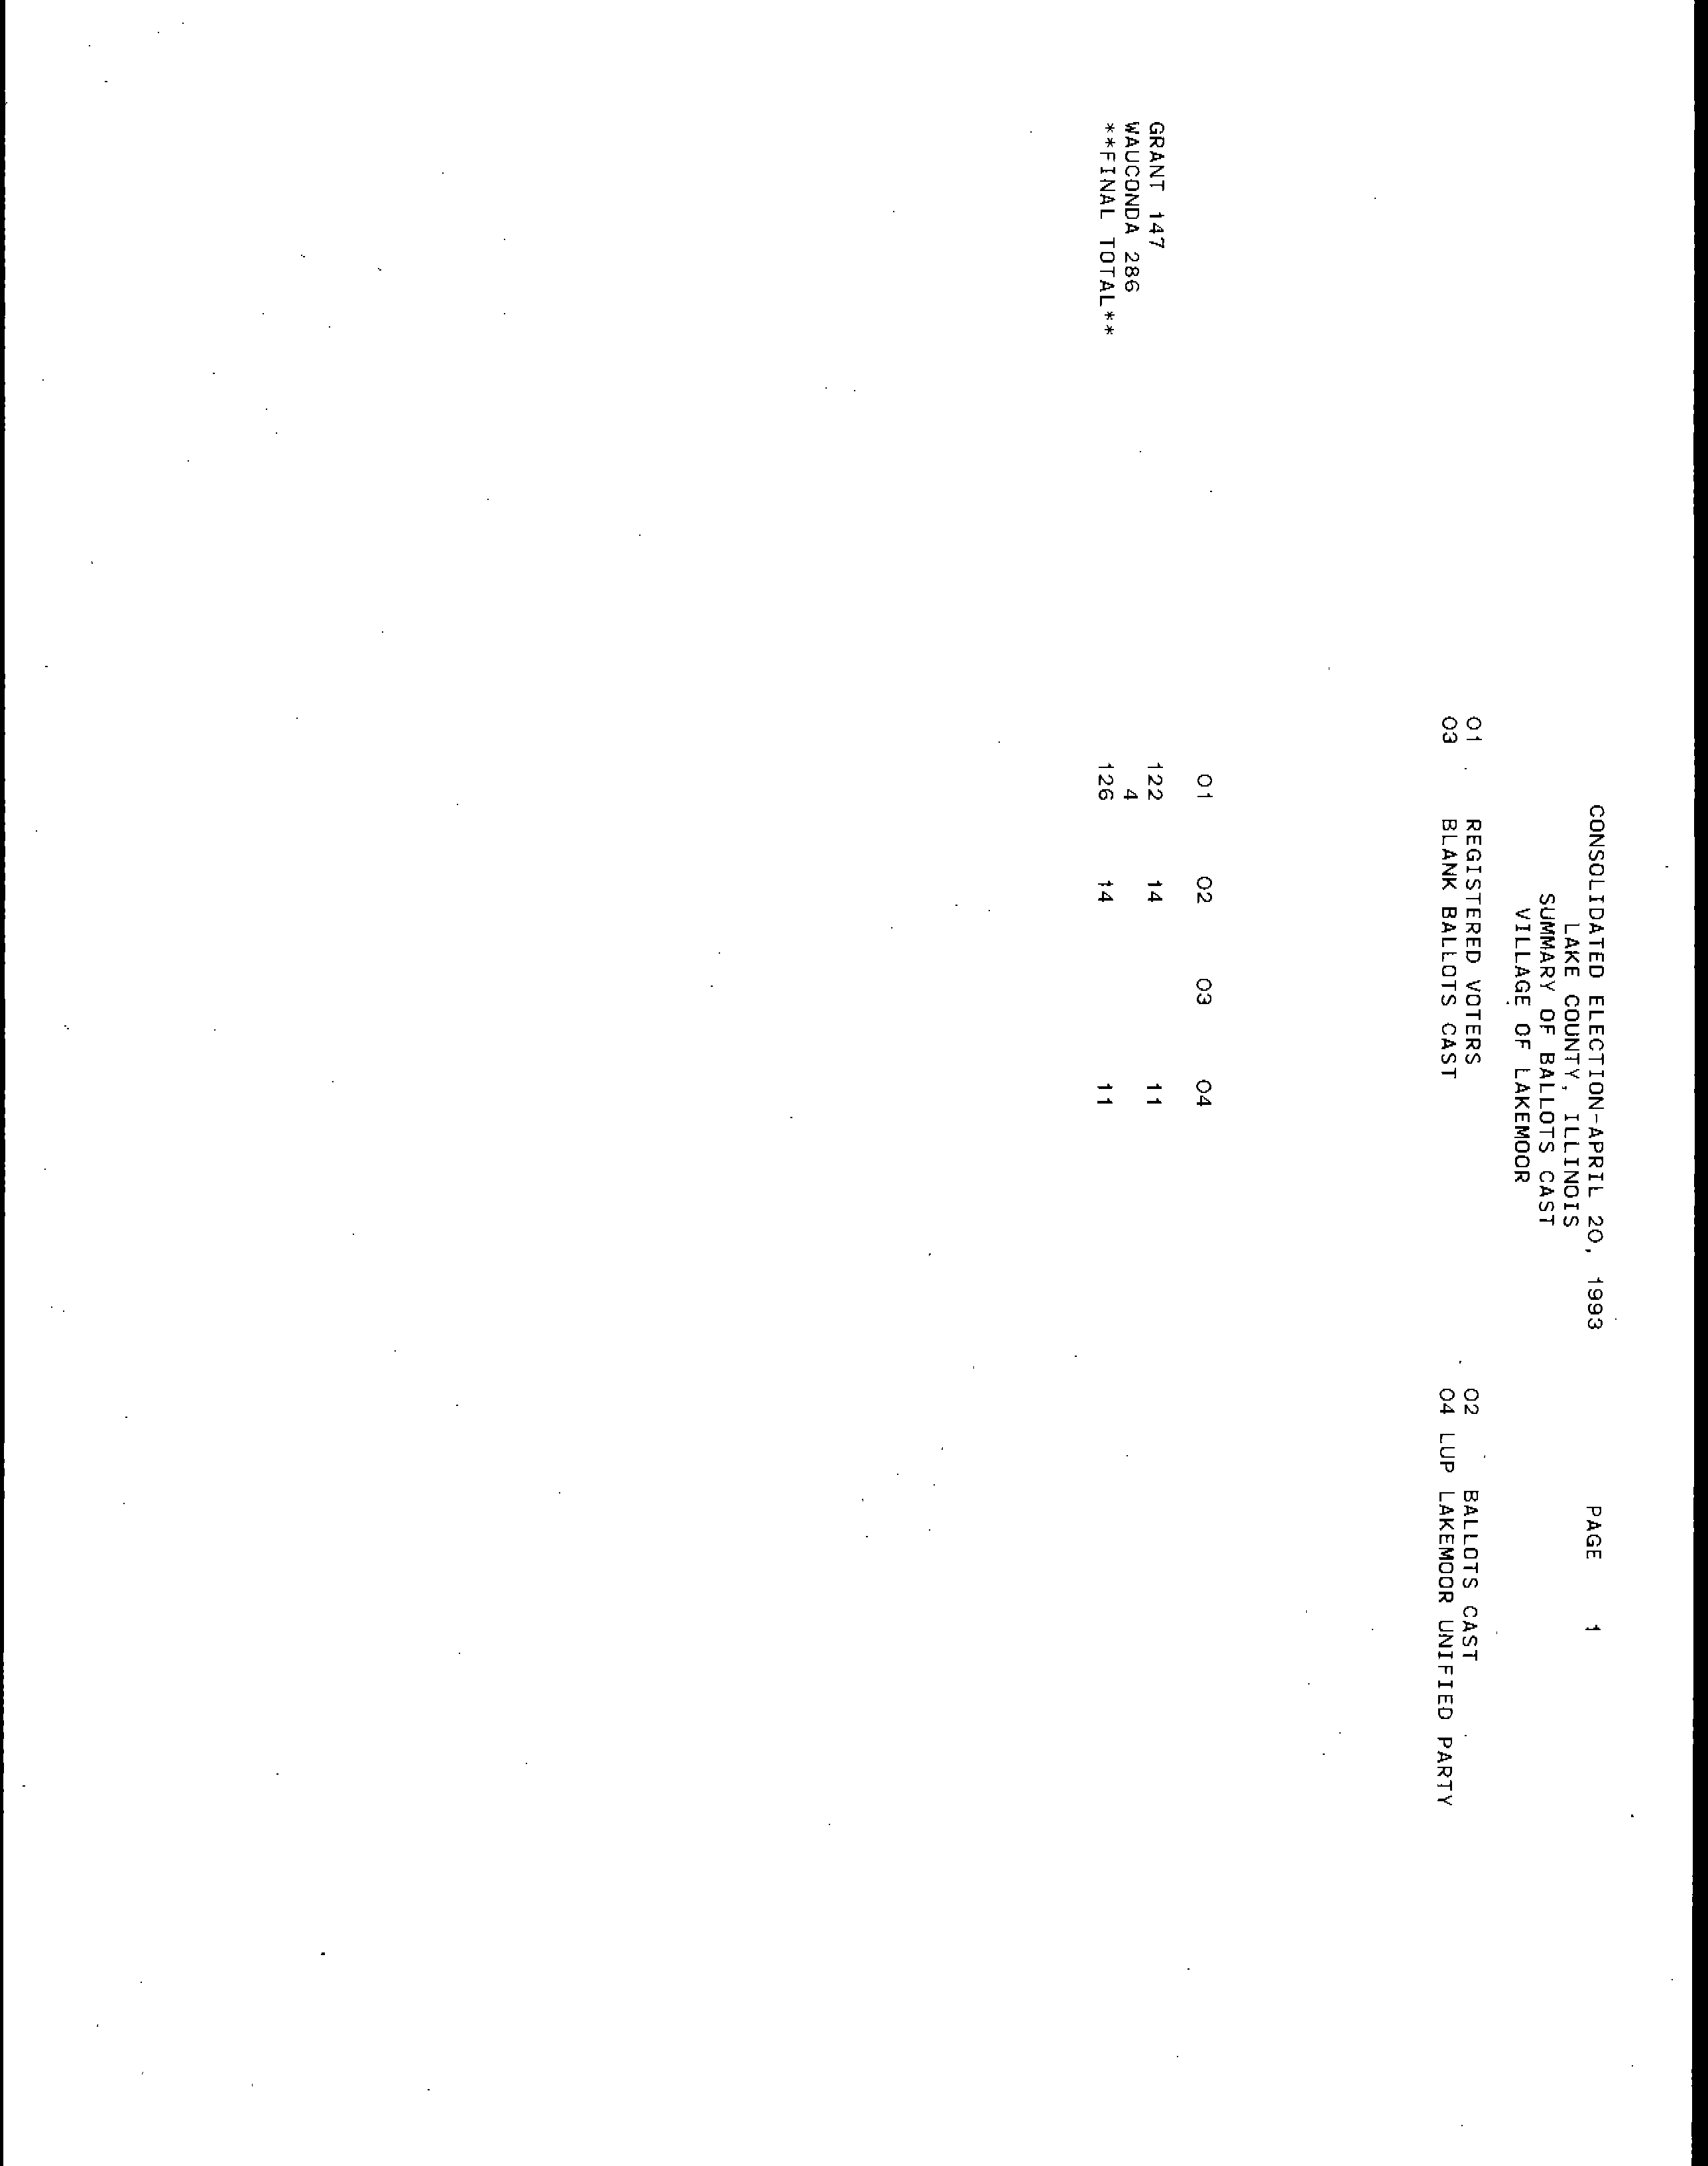 CONSOLIDATED ELECTION-APRIL 20, 1993 PAGE 1
LAKE COUNTY, ILLINOIS
SUMMARY OF BALLOTS CAST
VILLAGE OF LAKEMOOR
01 REGISTERED VOTERS 02 BALLOTS CAST
03 BLANK BALLOTS CAST 04 LUP LAKEMOOR UNIFIED PARTY
01 02 03 04
GRANT 147 122 14 11
WAUCONDA 286 4
**FINAL TOTAL** 126 14 11